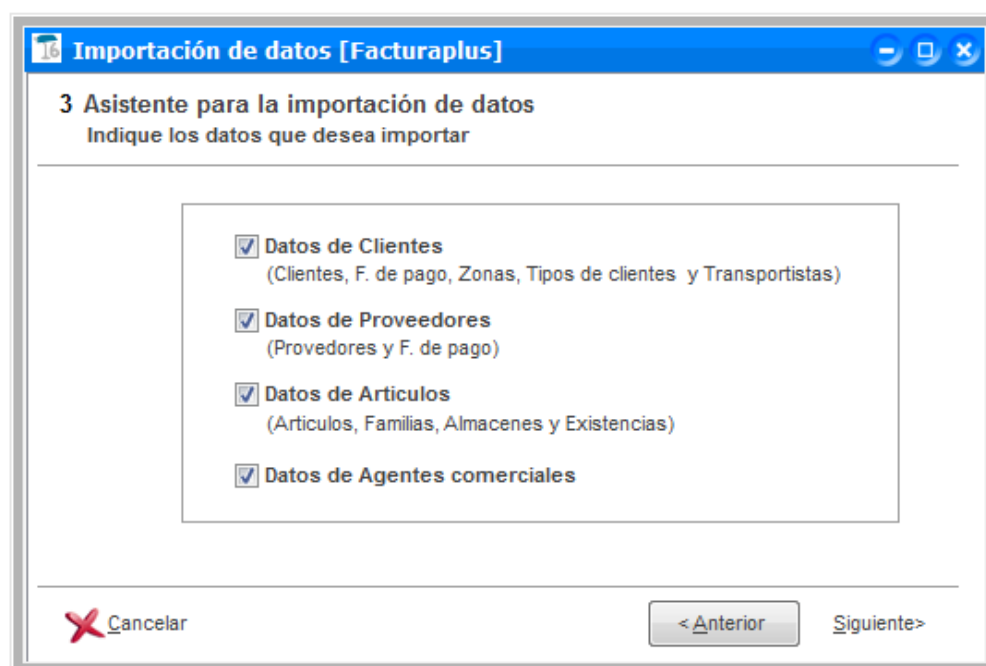 16 Importación de datos [Facturaplus]
3 Asistente para la importación de datos
Indique los datos que desea importar
Datos de Clientes
(Clientes, F. de pago, Zonas, Tipos de clientes y Transportistas)
Datos de Proveedores
(Provedores y F. de pago)
Datos de Articulos
(Articulos, Familias, Almacenes y Existencias)
Datos de Agentes comerciales
Cancelar <Anterior Siguiente>